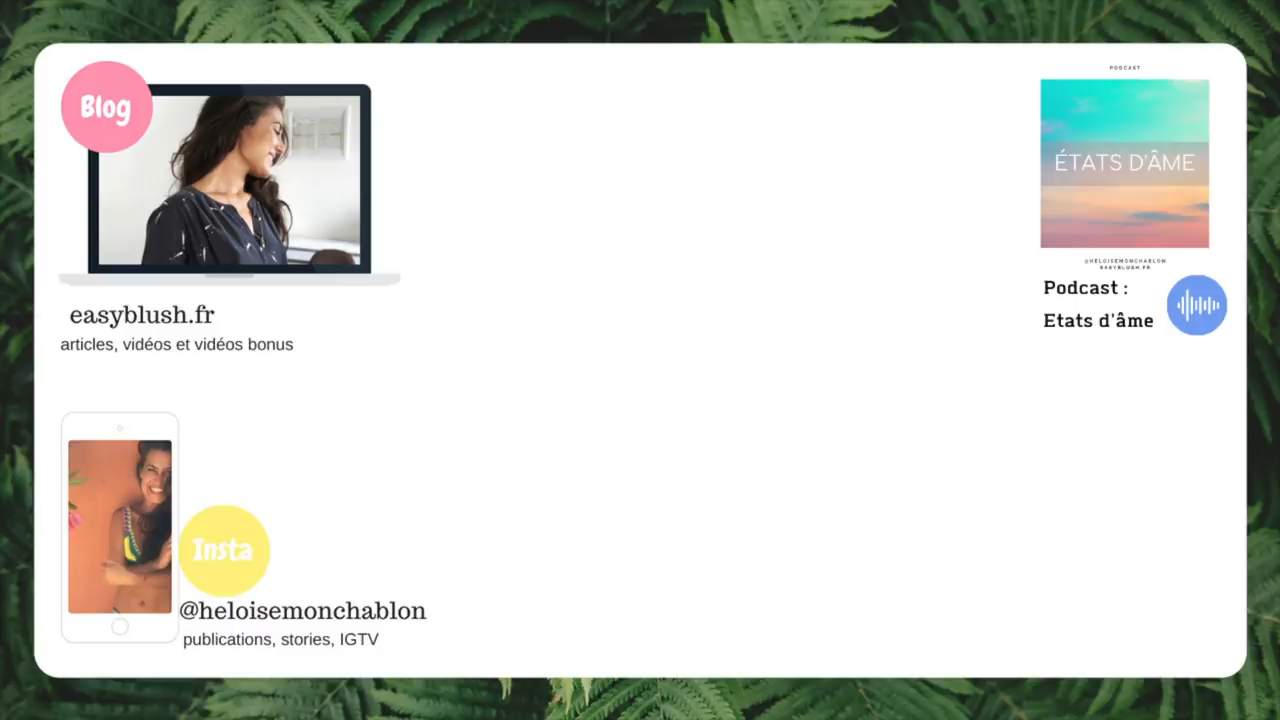 Blog
easyblush.fr
articles, vidéos et vidéos bonus
Insta
@heloisemonchablon
publications, stories, IGTV
PODCAST
ÉTATS D'ÂME
@HELOISEMONCHABLON
EASYBLUSH.FR
Podcast :
Etats d'âme